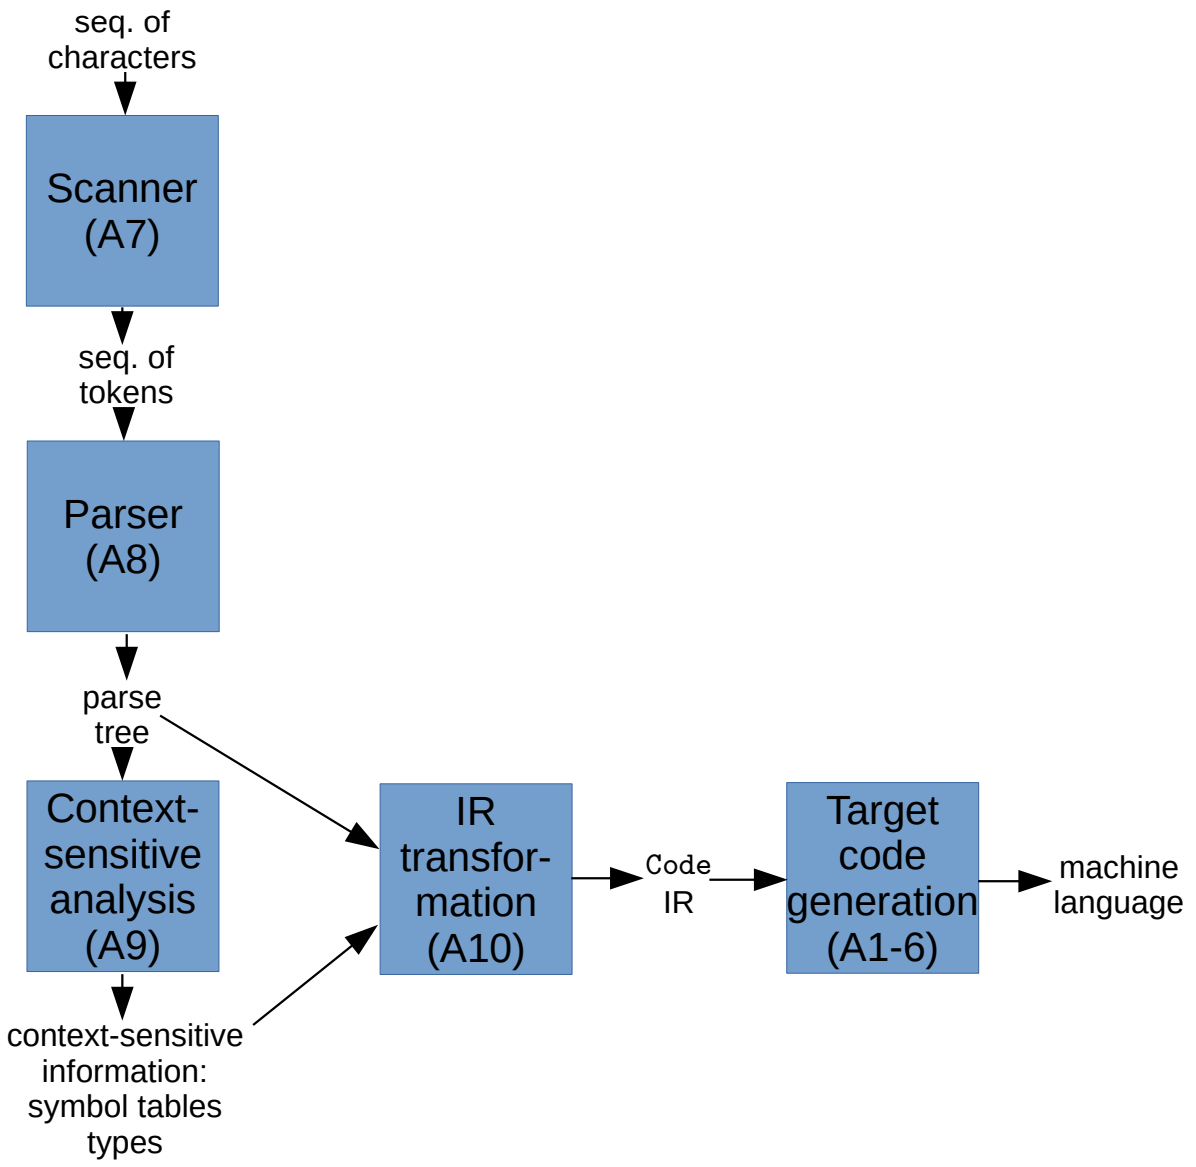 seq. of
characters
Scanner
(A7)
seq. of
tokens
Parser
(A8)
parse
tree
Context-
sensitive
analysis
(A9)
context-sensitive
information:
symbol tables
types
IR
transfor-
mation
(A10)
Code
IR
Target
code
generation
(A1-6)
machine
language